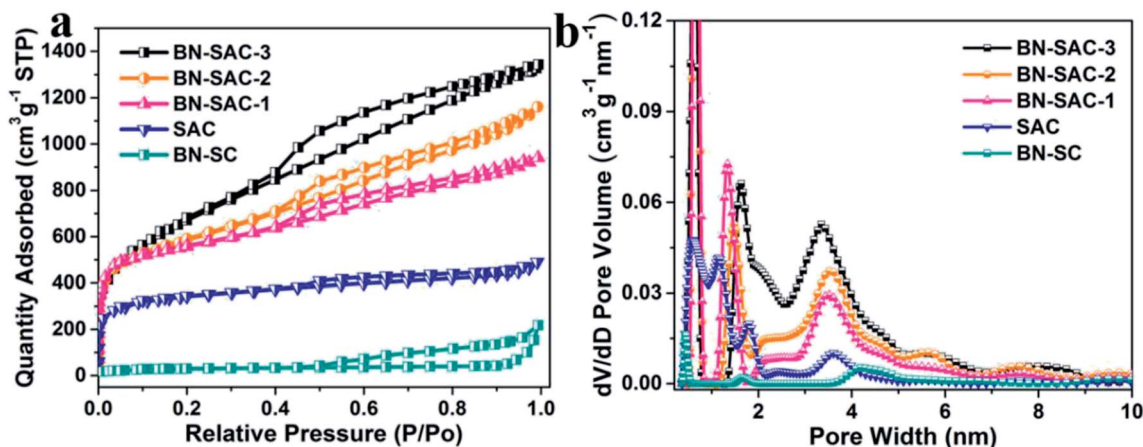 a
Quantity Adsorbed (cm³g⁻¹ STP)
1400
1200
1000
800
600
400
200
0
BN-SAC-3
BN-SAC-2
BN-SAC-1
SAC
BN-SC
0.0 0.2 0.4 0.6 0.8 1.0
Relative Pressure (P/Po)
b
dV/dD Pore Volume (cm³g⁻¹nm⁻¹)
0.12
0.09
0.06
0.03
0.00
BN-SAC-3
BN-SAC-2
BN-SAC-1
SAC
BN-SC
2 4 6 8 10
Pore Width (nm)